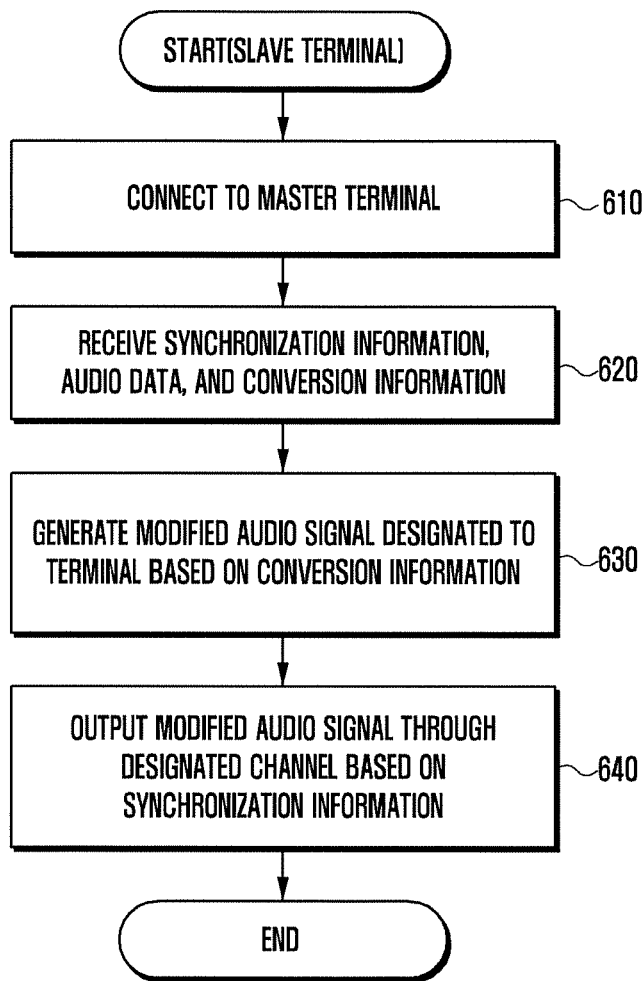 START(SLAVE TERMINAL)
CONNECT TO MASTER TERMINAL
610
RECEIVE SYNCHRONIZATION INFORMATION,
AUDIO DATA, AND CONVERSION INFORMATION
620
GENERATE MODIFIED AUDIO SIGNAL DESIGNATED TO
TERMINAL BASED ON CONVERSION INFORMATION
630
OUTPUT MODIFIED AUDIO SIGNAL THROUGH
DESIGNATED CHANNEL BASED ON
SYNCHRONIZATION INFORMATION
640
END